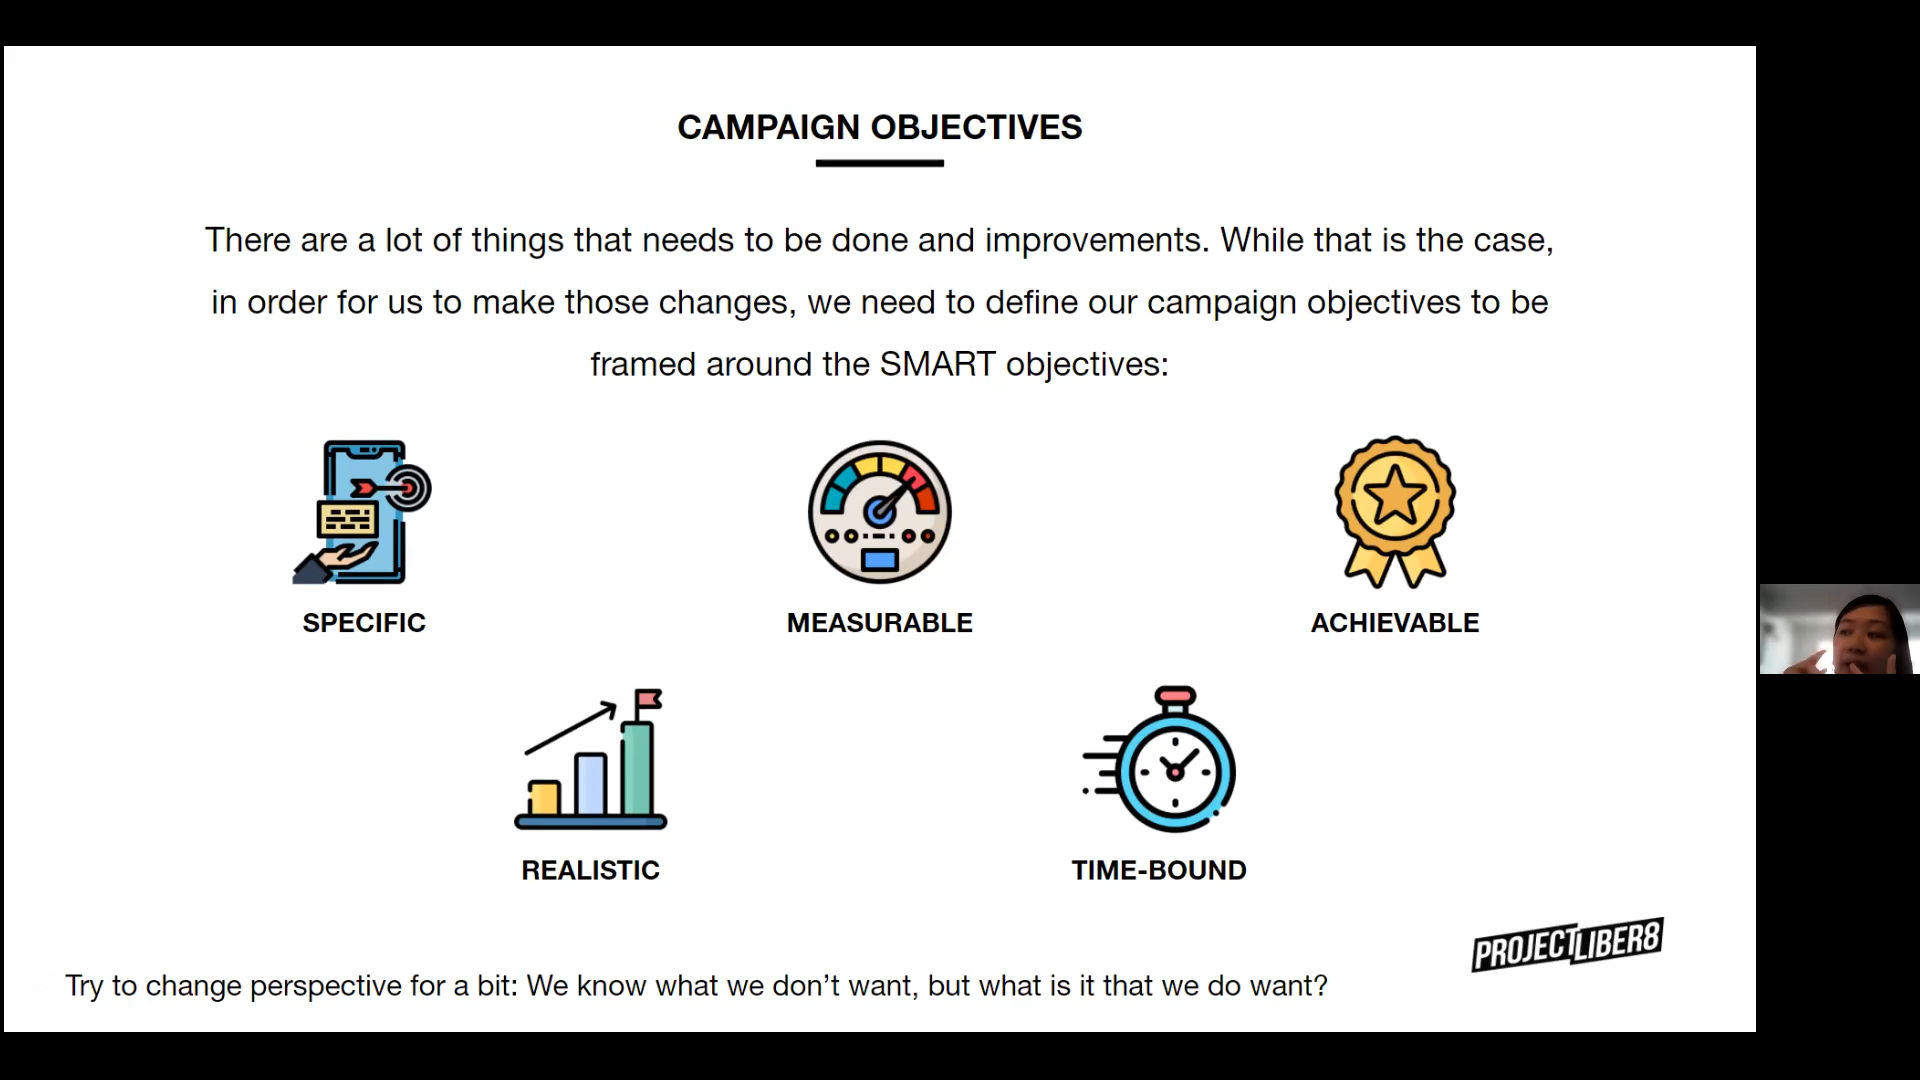 CAMPAIGN OBJECTIVES
There are a lot of things that needs to be done and improvements. While that is the case,
in order for us to make those changes, we need to define our campaign objectives to be
framed around the SMART objectives:
SPECIFIC
MEASURABLE
ACHIEVABLE
REALISTIC
TIME-BOUND
PROJECTLIBER8
Try to change perspective for a bit: We know what we don’t want, but what is it that we do want?